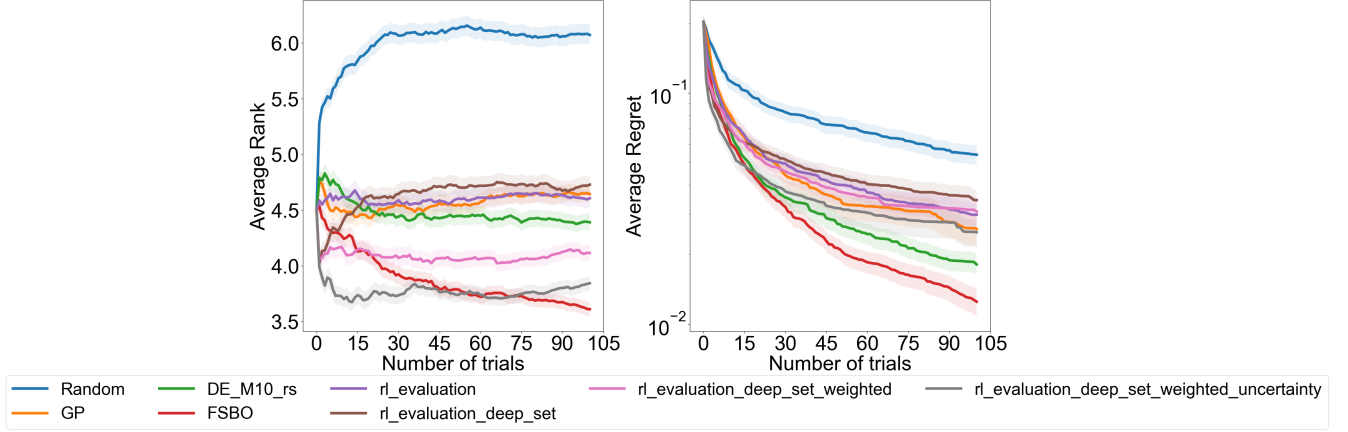 Average Rank
6.0
5.5
5.0
4.5
4.0
3.5
0 15 30 45 60 75 90 105
Number of trials
Average Regret
10⁻¹
10⁻²
0 15 30 45 60 75 90 105
Number of trials
Random DE_M10_rs rl_evaluation rl_evaluation_deep_set_weighted rl_evaluation_deep_set_weighted_uncertainty
GP FSBO rl_evaluation_deep_set